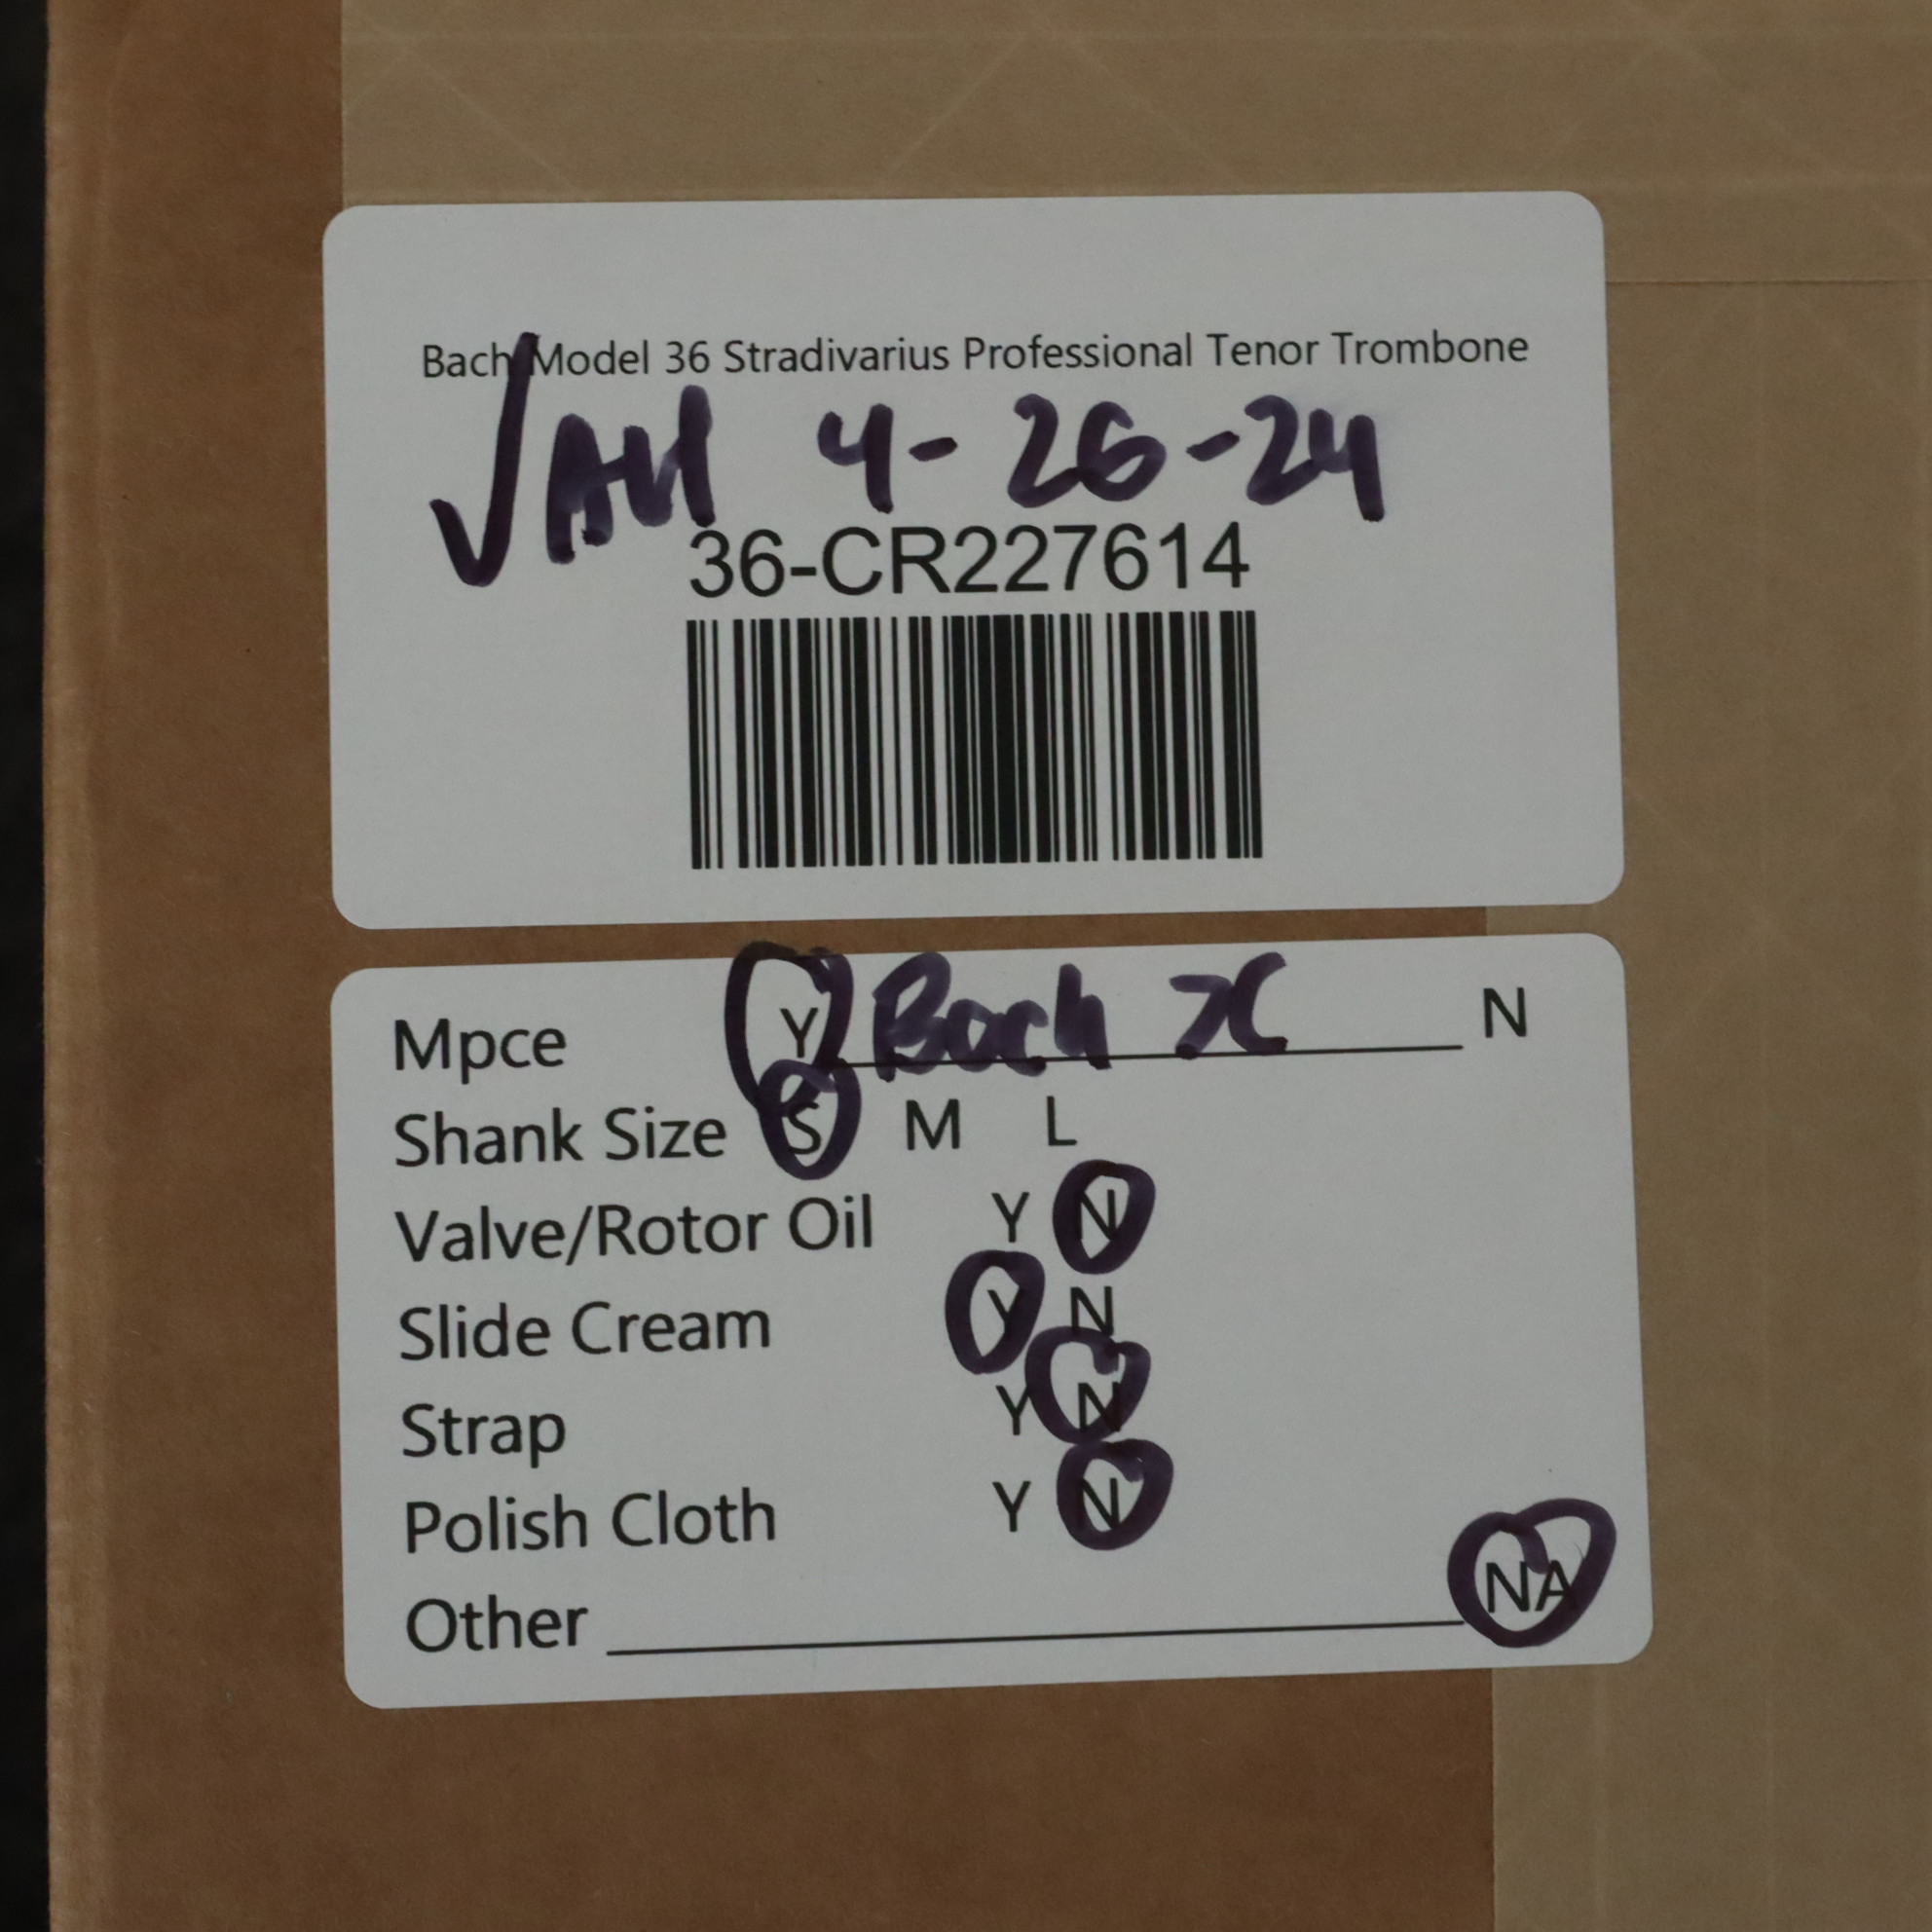 Bach Model 36 Stradivarius Professional Tenor Trombone
√ AH 4-26-24
36-CR227614
Mpce Y Bach 7C N
Shank Size S M L
Valve/Rotor Oil Y N
Slide Cream Y N
Strap Y N
Polish Cloth Y N
Other NA